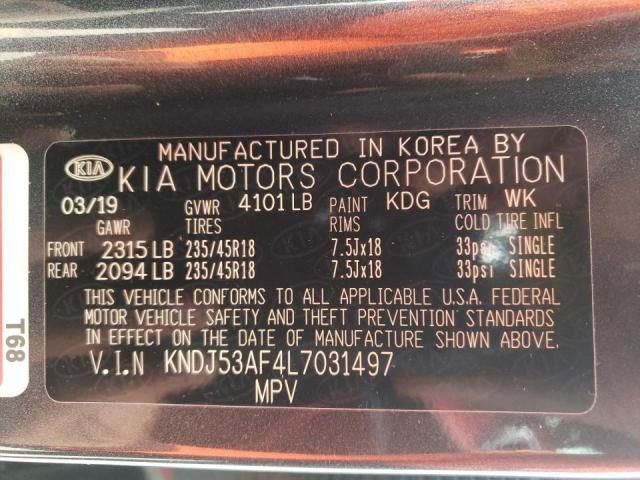 MANUFACTURED IN KOREA BY
KIA KIA MOTORS CORPORATION
03/19 GVWR 4101 LB PAINT KDG TRIM WK
GAWR TIRES RIMS COLD TIRE INFL
FRONT 2315 LB 235/45R18 7.5Jx18 33psi SINGLE
REAR 2094 LB 235/45R18 7.5Jx18 33psi SINGLE
THIS VEHICLE CONFORMS TO ALL APPLICABLE U.S.A. FEDERAL
MOTOR VEHICLE SAFETY AND THEFT PREVENTION STANDARDS
IN EFFECT ON THE DATE OF MANUFACTURE SHOWN ABOVE.
V.I.N KNDJ53AF4L7031497
MPV
T68